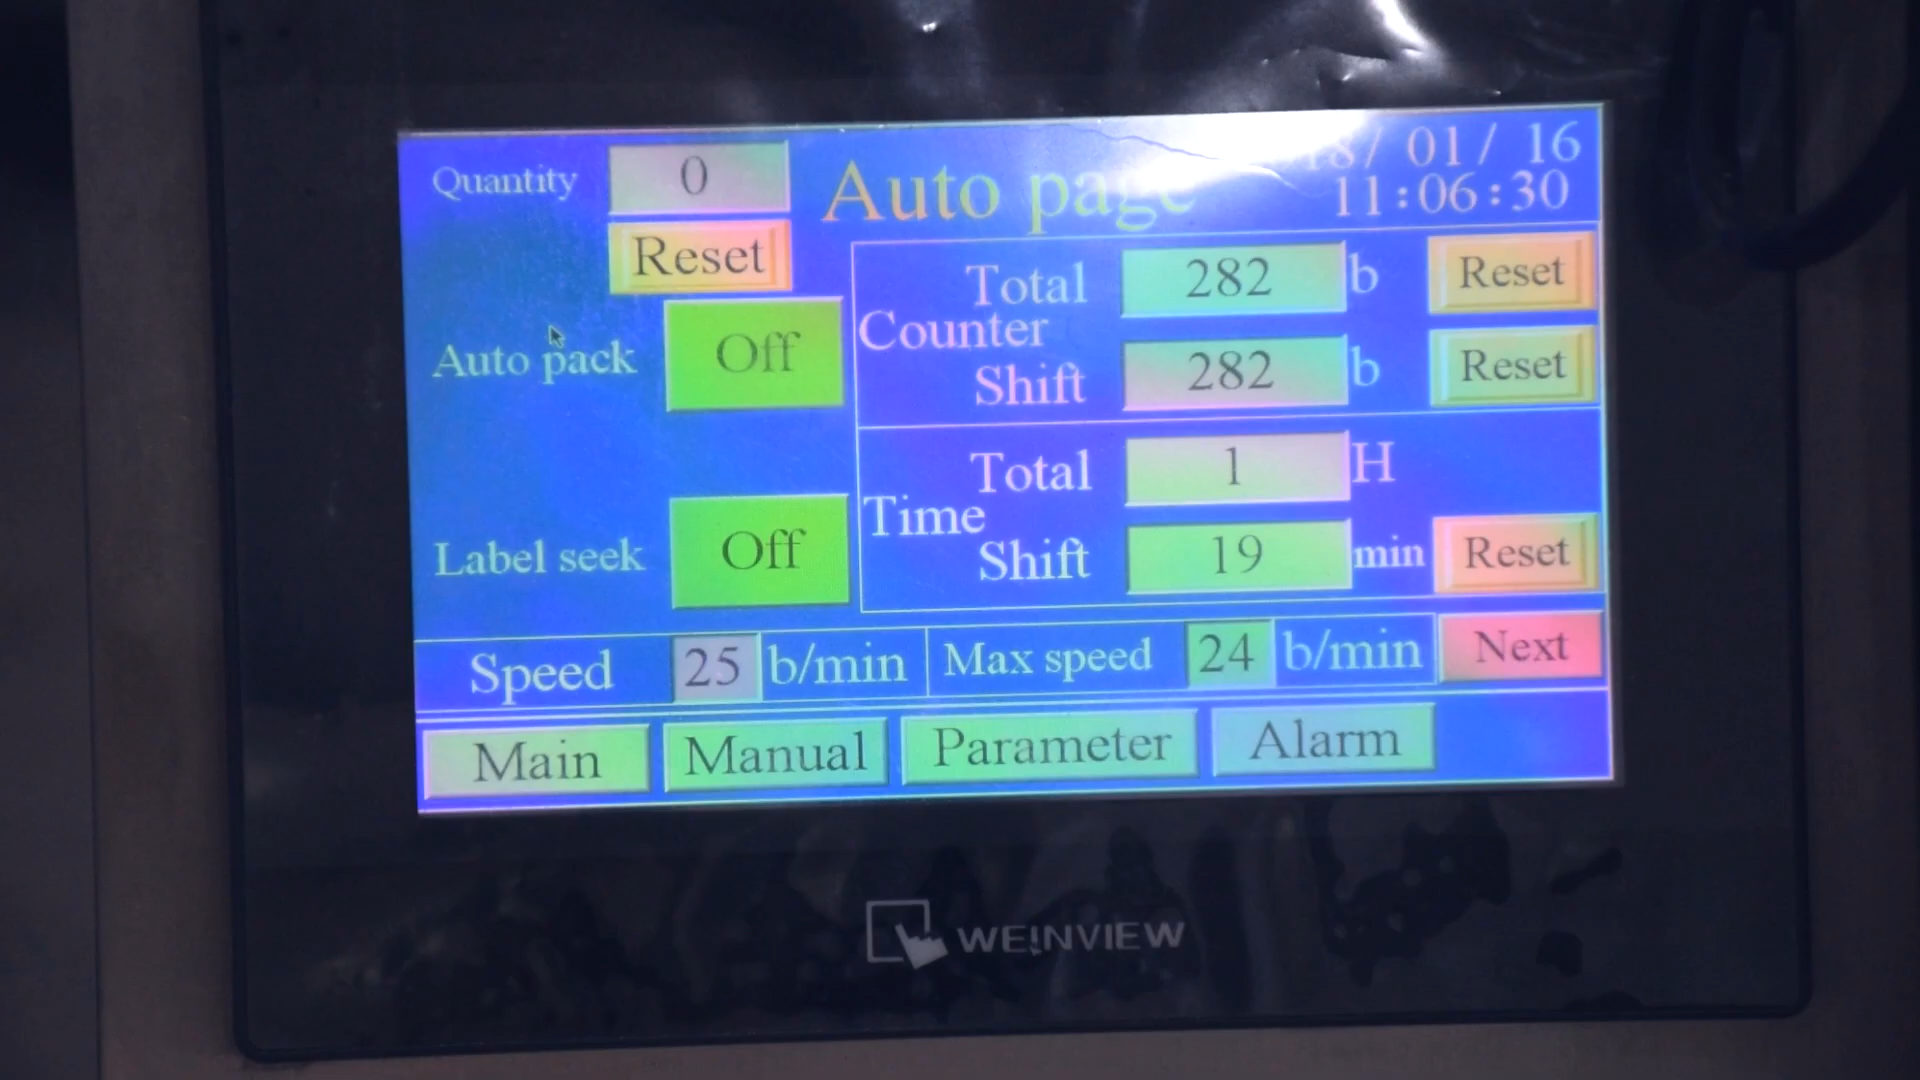 Quantity 0
Auto page
8/ 01/ 16
11:06:30
Reset
Total 282 b Reset
Counter
Shift 282 b Reset
Auto pack Off
Total 1 H
Time
Shift 19 min Reset
Label seek Off
Speed 25 b/min Max speed 24 b/min Next
Main Manual Parameter Alarm
WEINVIEW